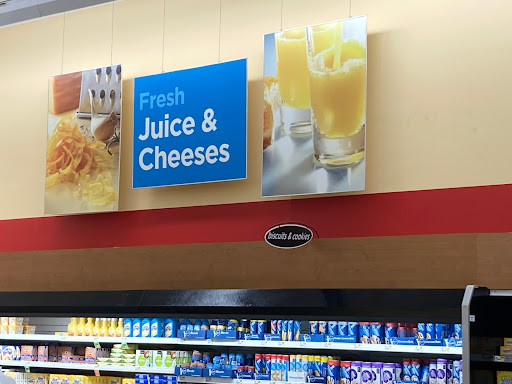 Fresh
Juice &
Cheeses
biscuits & cookies